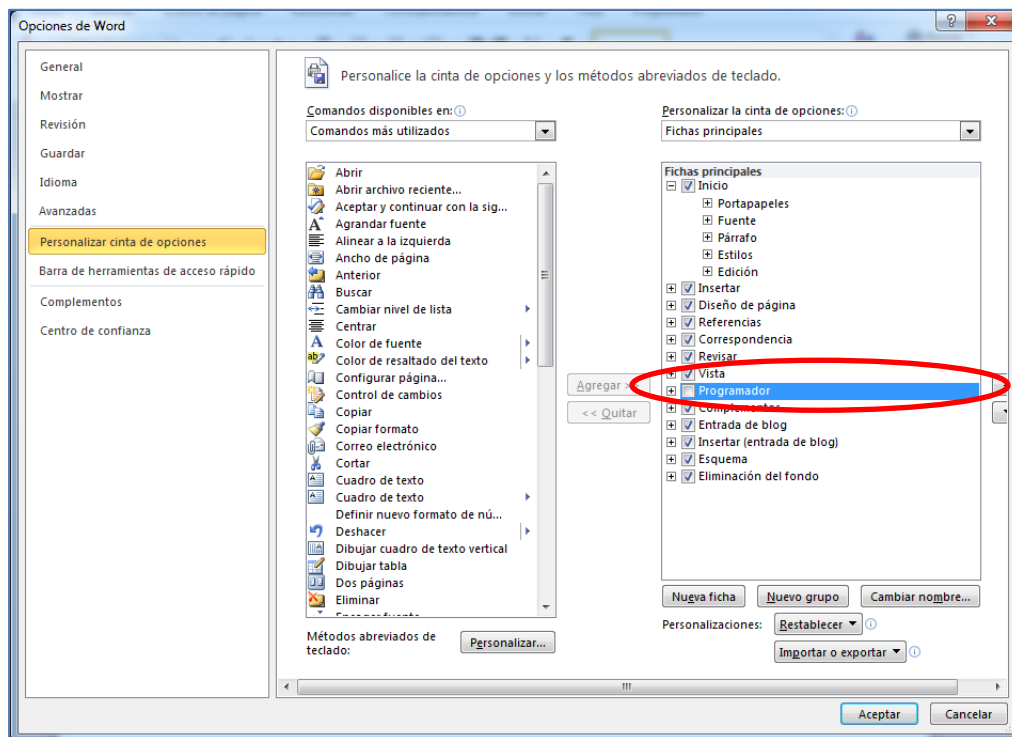 Opciones de Word
General
Mostrar
Revisión
Guardar
Idioma
Avanzadas
Personalizar cinta de opciones
Barra de herramientas de acceso rápido
Complementos
Centro de confianza
Personalice la cinta de opciones y los métodos abreviados de teclado.
Comandos disponibles en:
Comandos más utilizados
Abrir
Abrir archivo reciente...
Aceptar y continuar con la sig...
Agrandar fuente
Alinear a la izquierda
Ancho de página
Anterior
Buscar
Cambiar nivel de lista
Centrar
Color de fuente
Color de resaltado del texto
Configurar página...
Control de cambios
Copiar
Copiar formato
Correo electrónico
Cortar
Cuadro de texto
Cuadro de texto
Definir nuevo formato de nú...
Deshacer
Dibujar cuadro de texto vertical
Dibujar tabla
Dos páginas
Eliminar
Métodos abreviados de
teclado:
Personalizar...
Agregar >>
<< Quitar
Personalizar la cinta de opciones:
Fichas principales
Fichas principales
Inicio
Portapapeles
Fuente
Párrafo
Estilos
Edición
Insertar
Diseño de página
Referencias
Correspondencia
Revisar
Vista
Programador
Complementos
Entrada de blog
Insertar (entrada de blog)
Esquema
Eliminación del fondo
Nueva ficha
Nuevo grupo
Cambiar nombre...
Personalizaciones:
Restablecer
Importar o exportar
Aceptar
Cancelar